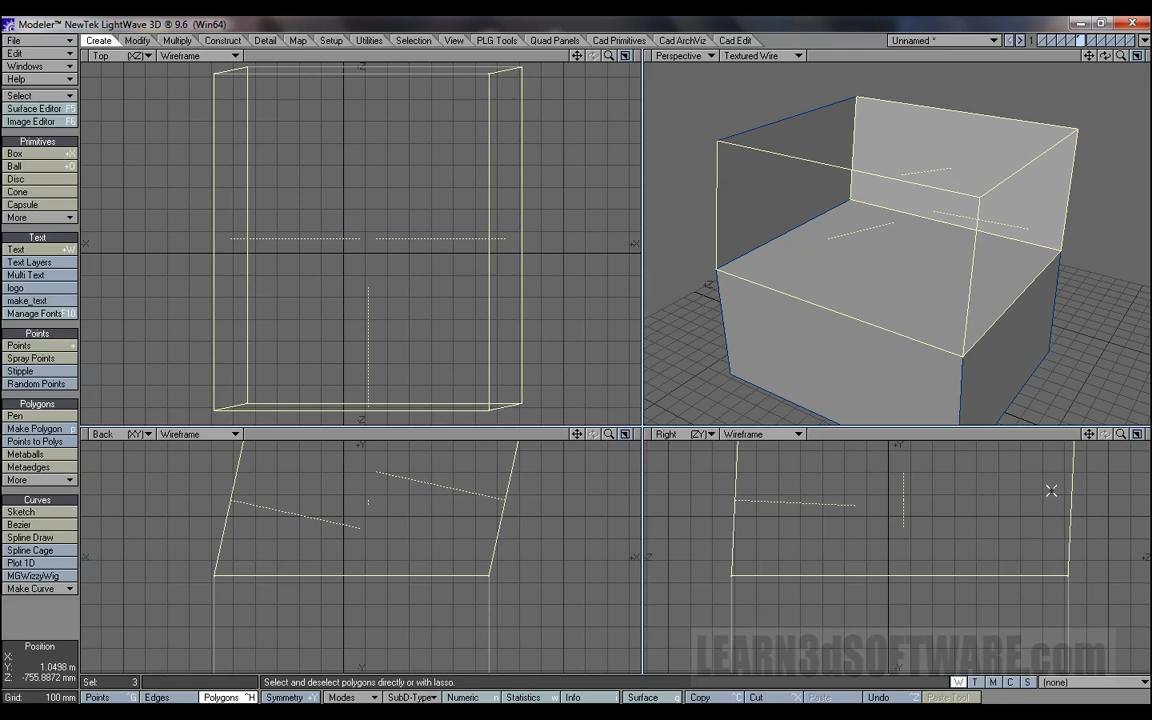 Modeler™ NewTek LightWave 3D ® 9.6 (Win64)
File Create Modify Multiply Construct Detail Map Setup Utilities Selection View PLG Tools Quad Panels Cad Primitives Cad ArchViz Cad Edit Unnamed * 
Edit Top (XZ) Wireframe Perspective Textured Wire
Windows
Help
Select
Surface Editor F5
Image Editor F6
Primitives
Box +X
Ball +O
Disc
Cone
Capsule
More
Text
Text +W
Text Layers
Multi Text
logo
make_text
Manage Fonts F10
Points
Points +
Spray Points
Stipple
Random Points
Polygons
Pen
Make Polygon p
Back (XY) Wireframe Right (ZY) Wireframe
Points to Polys
Metaballs
Metaedges
More
Curves
Sketch
Bezier
Spline Draw
Spline Cage
Plot 1D
MGWizzyWig
Make Curve
Position
X:
Y: 1.0498 m
Z: -755.8872 mm
LEARN3dSOFTWARE.com
Sel: 3 Select and deselect polygons directly or with lasso. W T M C S (none)
Grid: 100 mm Points ^G Edges Polygons ^H Symmetry +Y Modes SubD-Type Numeric n Statistics w Info i Surface q Copy ^C Cut ^X Paste ^V Undo ^Z Paste Tool